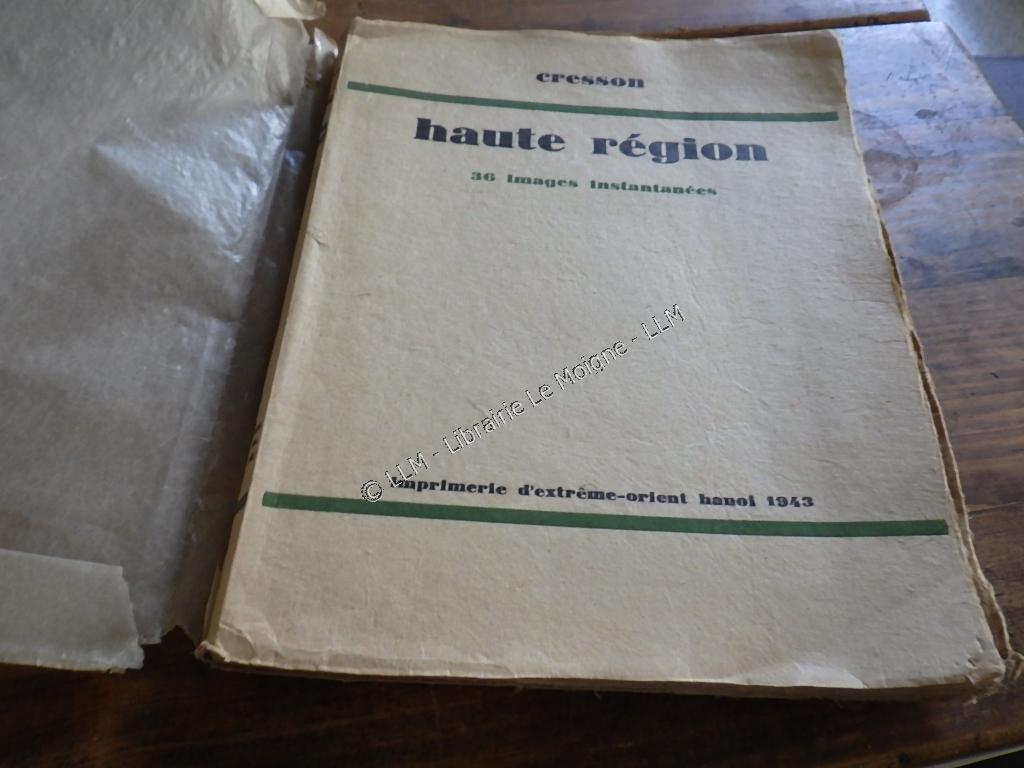 cresson
haute région
36 images instantanées
© LLM - Librairie Le Moigne - LLM
imprimerie d'extrême-orient hanoi 1943